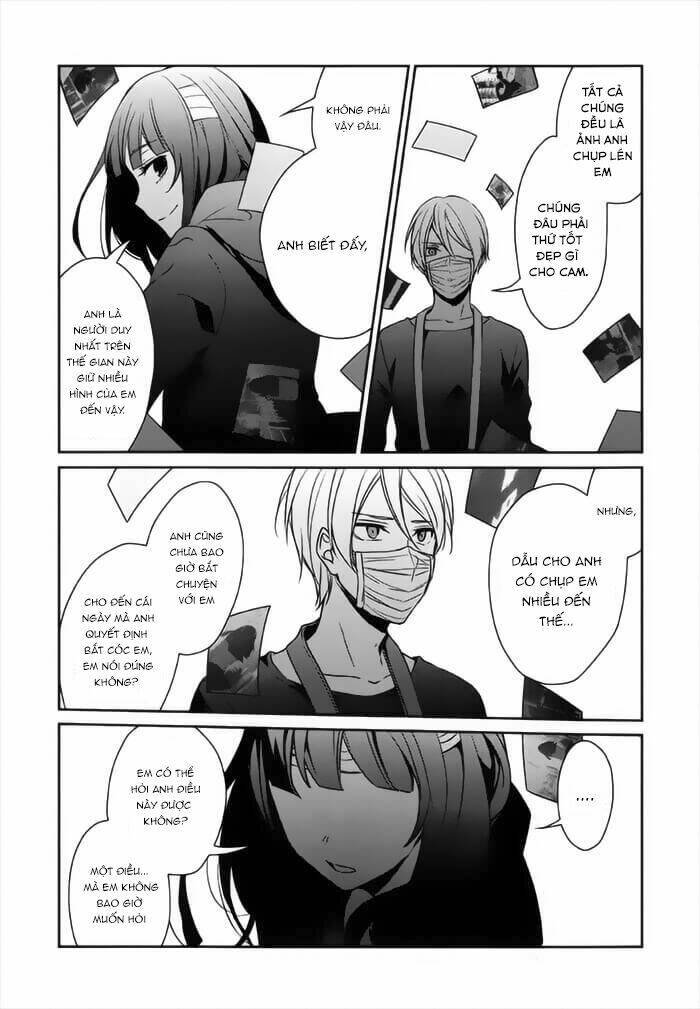 TẤT CẢ
CHÚNG
ĐỀU LÀ
ẢNH ANH
CHỤP LÉN
EM
CHÚNG
ĐÂU PHẢI
THỨ TỐT
ĐẸP GÌ
CHO CAM.
KHÔNG PHẢI
VẬY ĐÂU.
ANH BIẾT ĐẤY,
ANH LÀ
NGƯỜI DUY
NHẤT TRÊN
THẾ GIAN NÀY
GIỮ NHIỀU
HÌNH CỦA EM
ĐẾN VẬY.
NHƯNG,
DẪU CHO ANH
CÓ CHỤP EM
NHIỀU ĐẾN
THẾ...
ANH CŨNG
CHƯA BAO
GIỜ BẮT
CHUYỆN
VỚI EM
CHO ĐẾN CÁI
NGÀY MÀ ANH
QUYẾT ĐỊNH
BẮT CÓC EM,
EM NÓI ĐÚNG
KHÔNG?
....
EM CÓ THỂ
HỎI ANH ĐIỀU
NÀY ĐƯỢC
KHÔNG?
MỘT ĐIỀU...
MÀ EM KHÔNG
BAO GIỜ
MUỐN HỎI